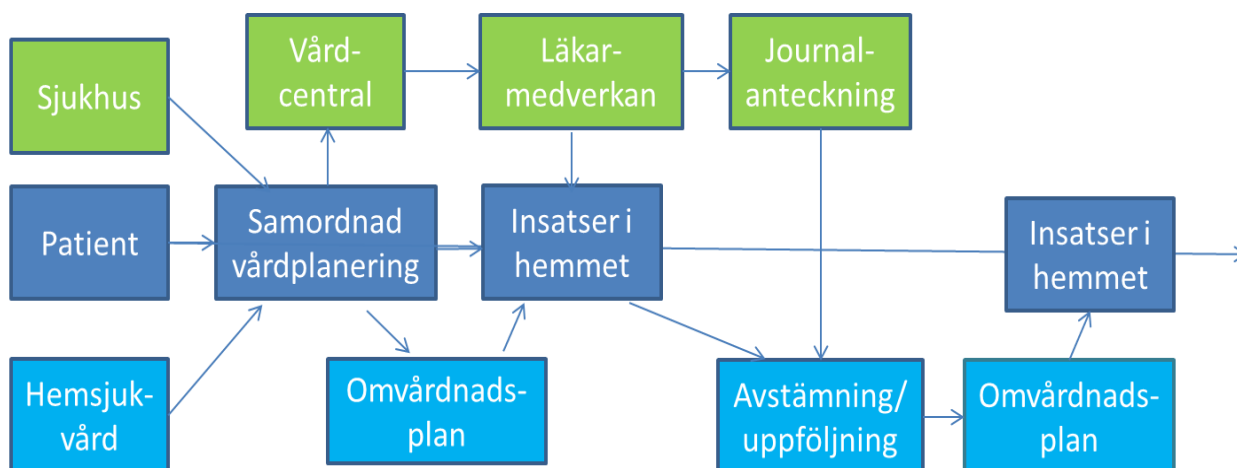 Sjukhus
Vård-
central
Läkar-
medverkan
Journal-
anteckning
Patient
Samordnad
vårdplanering
Insatser i
hemmet
Insatser i
hemmet
Hemsjuk-
vård
Omvårdnads-
plan
Avstämning/
uppföljning
Omvårdnads-
plan